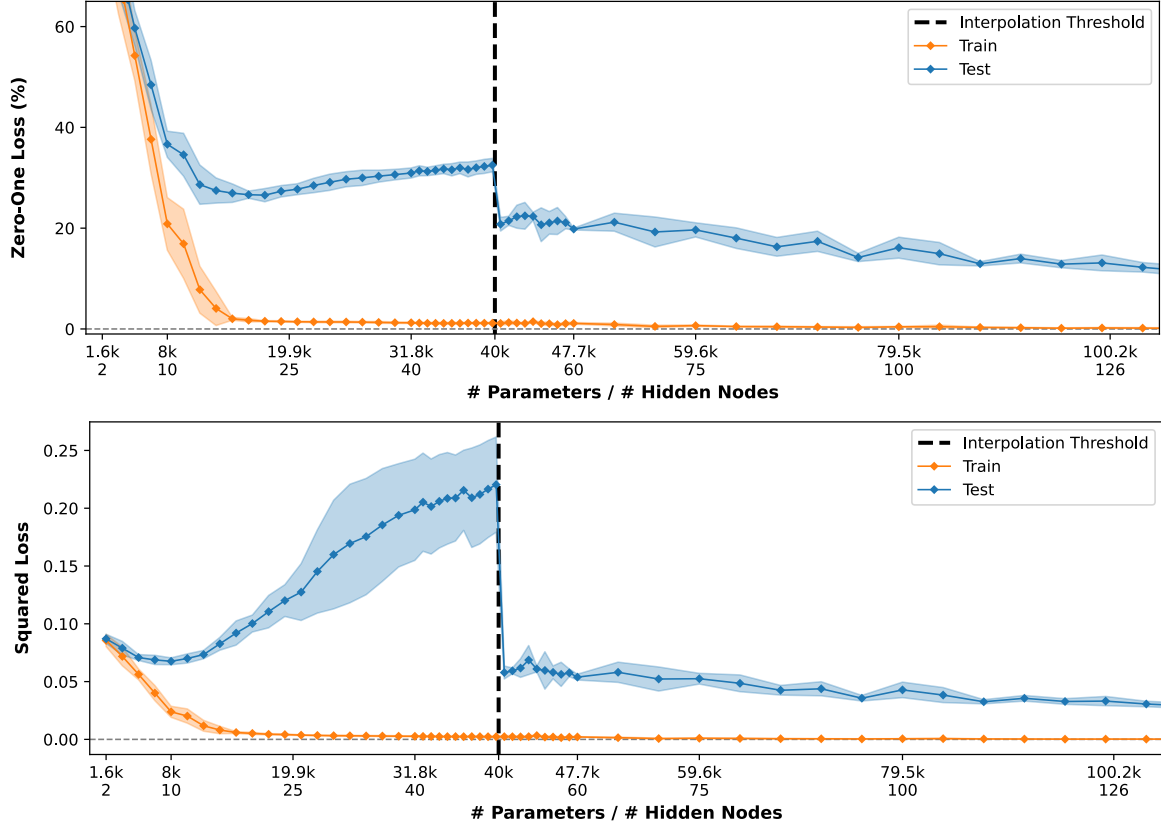 60
40
20
0
Zero-One Loss (%)
Interpolation Threshold
Train
Test
1.6k 8k 19.9k 31.8k 40k 47.7k 59.6k 79.5k 100.2k
2 10 25 40 60 75 100 126
# Parameters / # Hidden Nodes
0.25
0.20
0.15
0.10
0.05
0.00
Squared Loss
Interpolation Threshold
Train
Test
1.6k 8k 19.9k 31.8k 40k 47.7k 59.6k 79.5k 100.2k
2 10 25 40 60 75 100 126
# Parameters / # Hidden Nodes